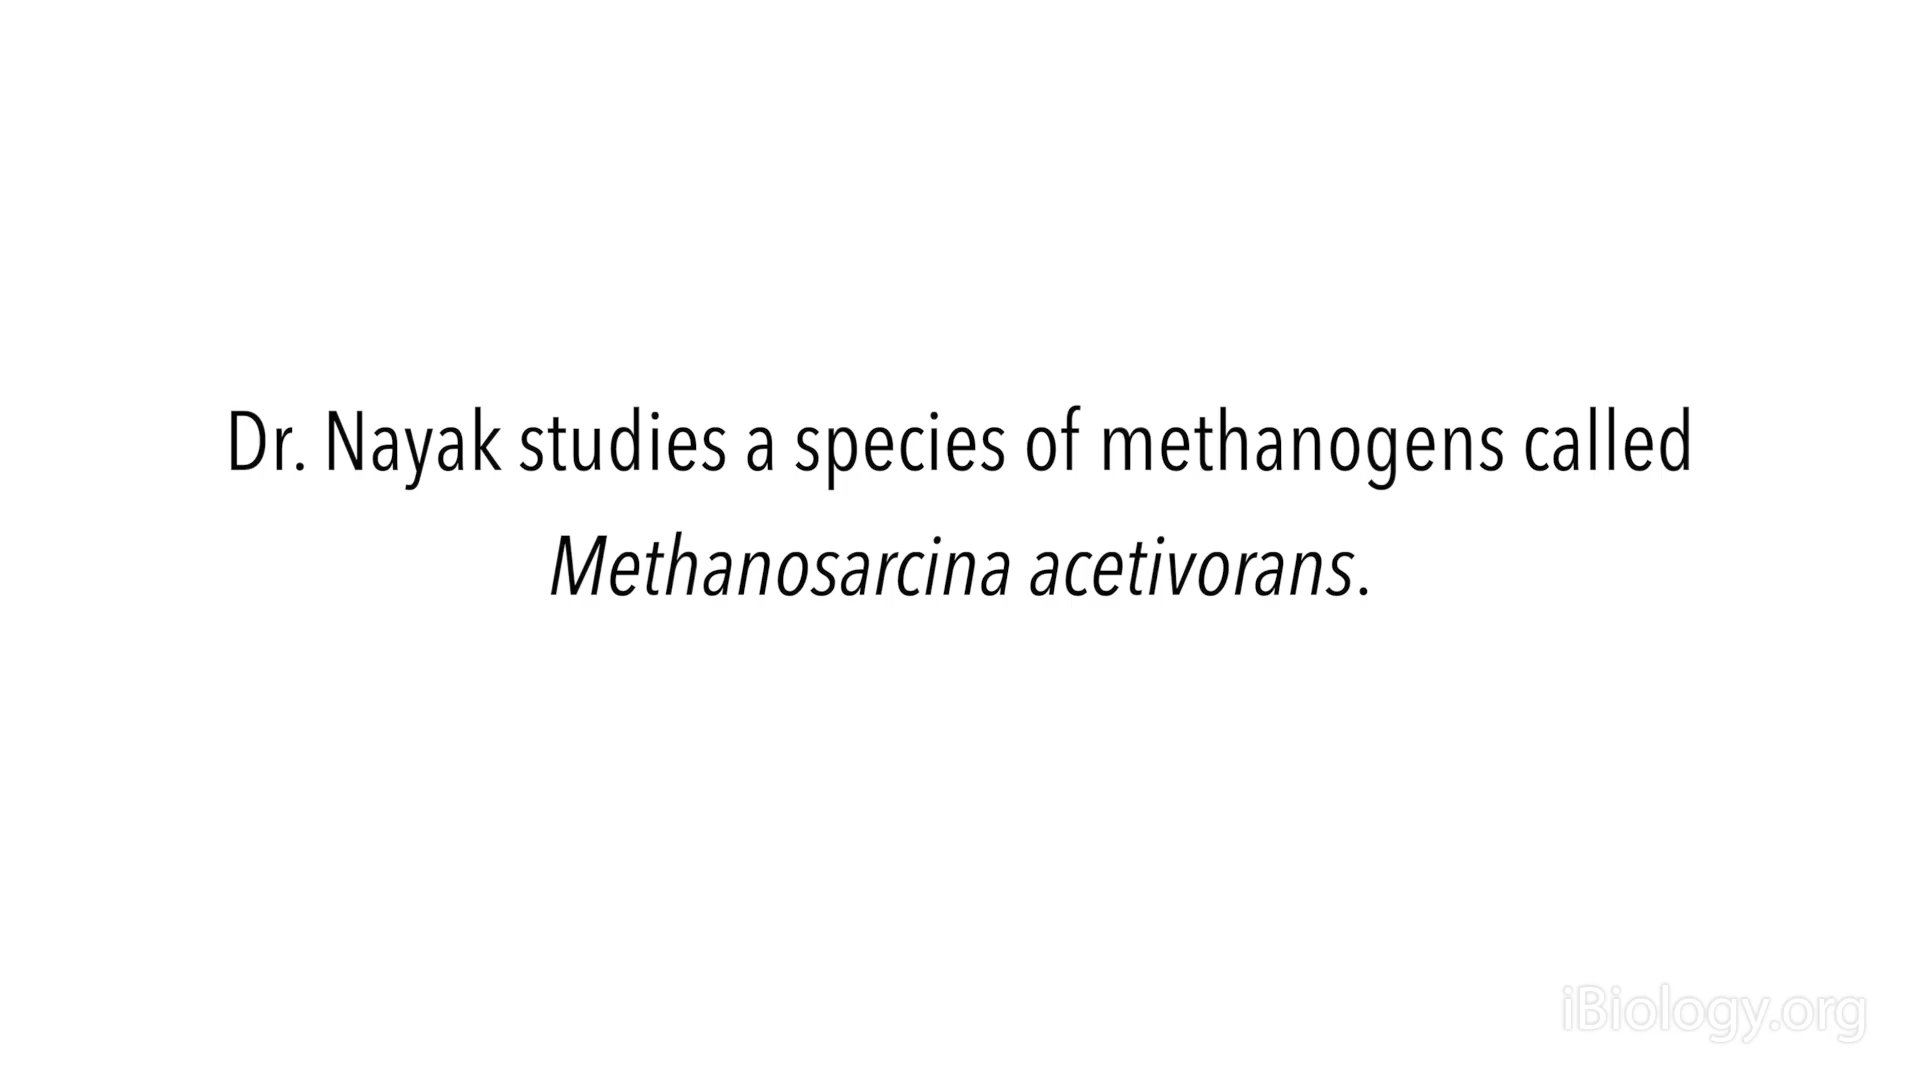 Dr. Nayak studies a species of methanogens called
Methanosarcina acetivorans.
iBiology.org